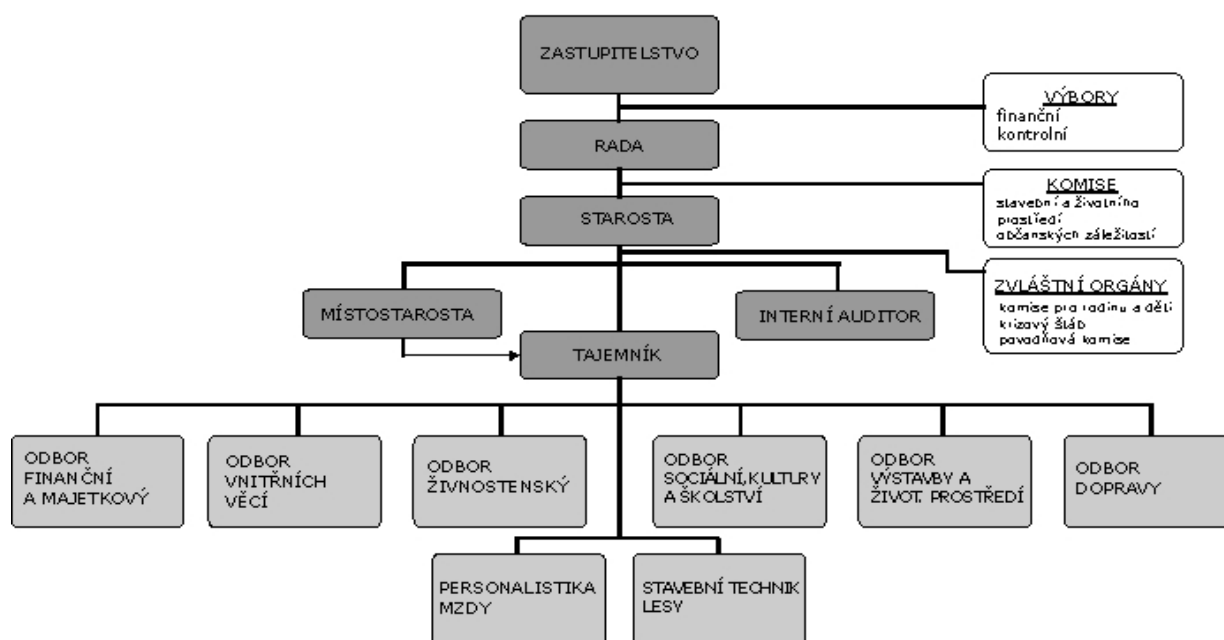 ZASTUPITELSTVO
VÝBORY
finanční
kontrolní
RADA
KOMISE
stavební a životního
prostředí
občanských záležitostí
STAROSTA
ZVLÁŠTNÍ ORGÁNY
komise pro rodinu a děti
krizový štáb
povodňová komise
MÍSTOSTAROSTA
INTERNÍ AUDITOR
TAJEMNÍK
ODBOR
FINANČNÍ
A MAJETKOVÝ
ODBOR
VNITŘNÍCH
VĚCÍ
ODBOR
ŽIVNOSTENSKÝ
ODBOR
SOCIÁLNÍ, KULTURY
A ŠKOLSTVÍ
ODBOR
VÝSTAVBY A
ŽIVOT. PROSTŘEDÍ
ODBOR
DOPRAVY
PERSONALISTIKA
MZDY
STAVEBNÍ TECHNIK
LESY